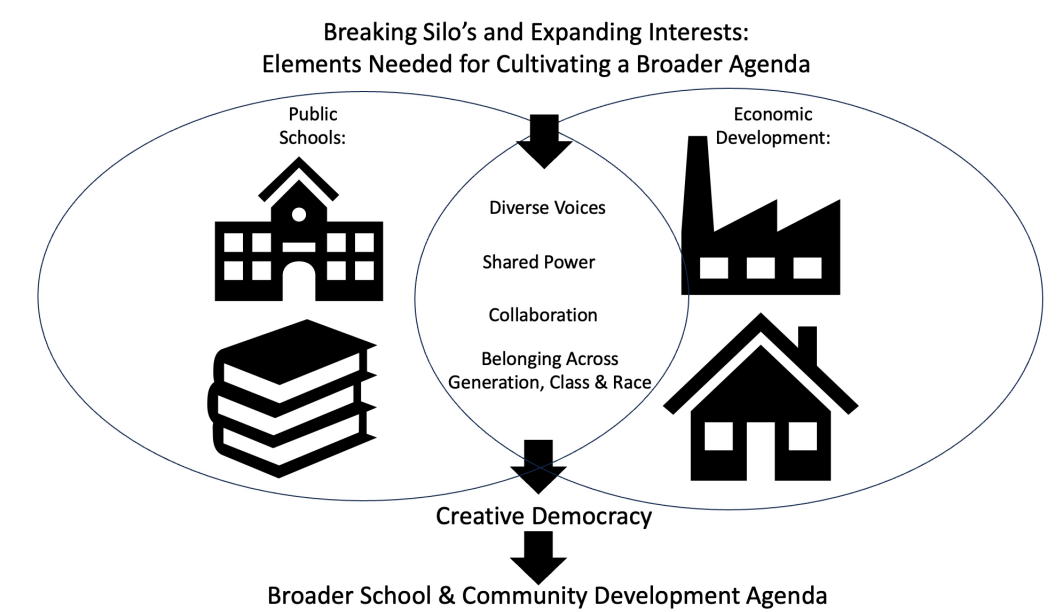 Breaking Silo's and Expanding Interests:
Elements Needed for Cultivating a Broader Agenda
Public
Schools:
Economic
Development:
Diverse Voices
Shared Power
Collaboration
Belonging Across
Generation, Class & Race
Creative Democracy
Broader School & Community Development Agenda